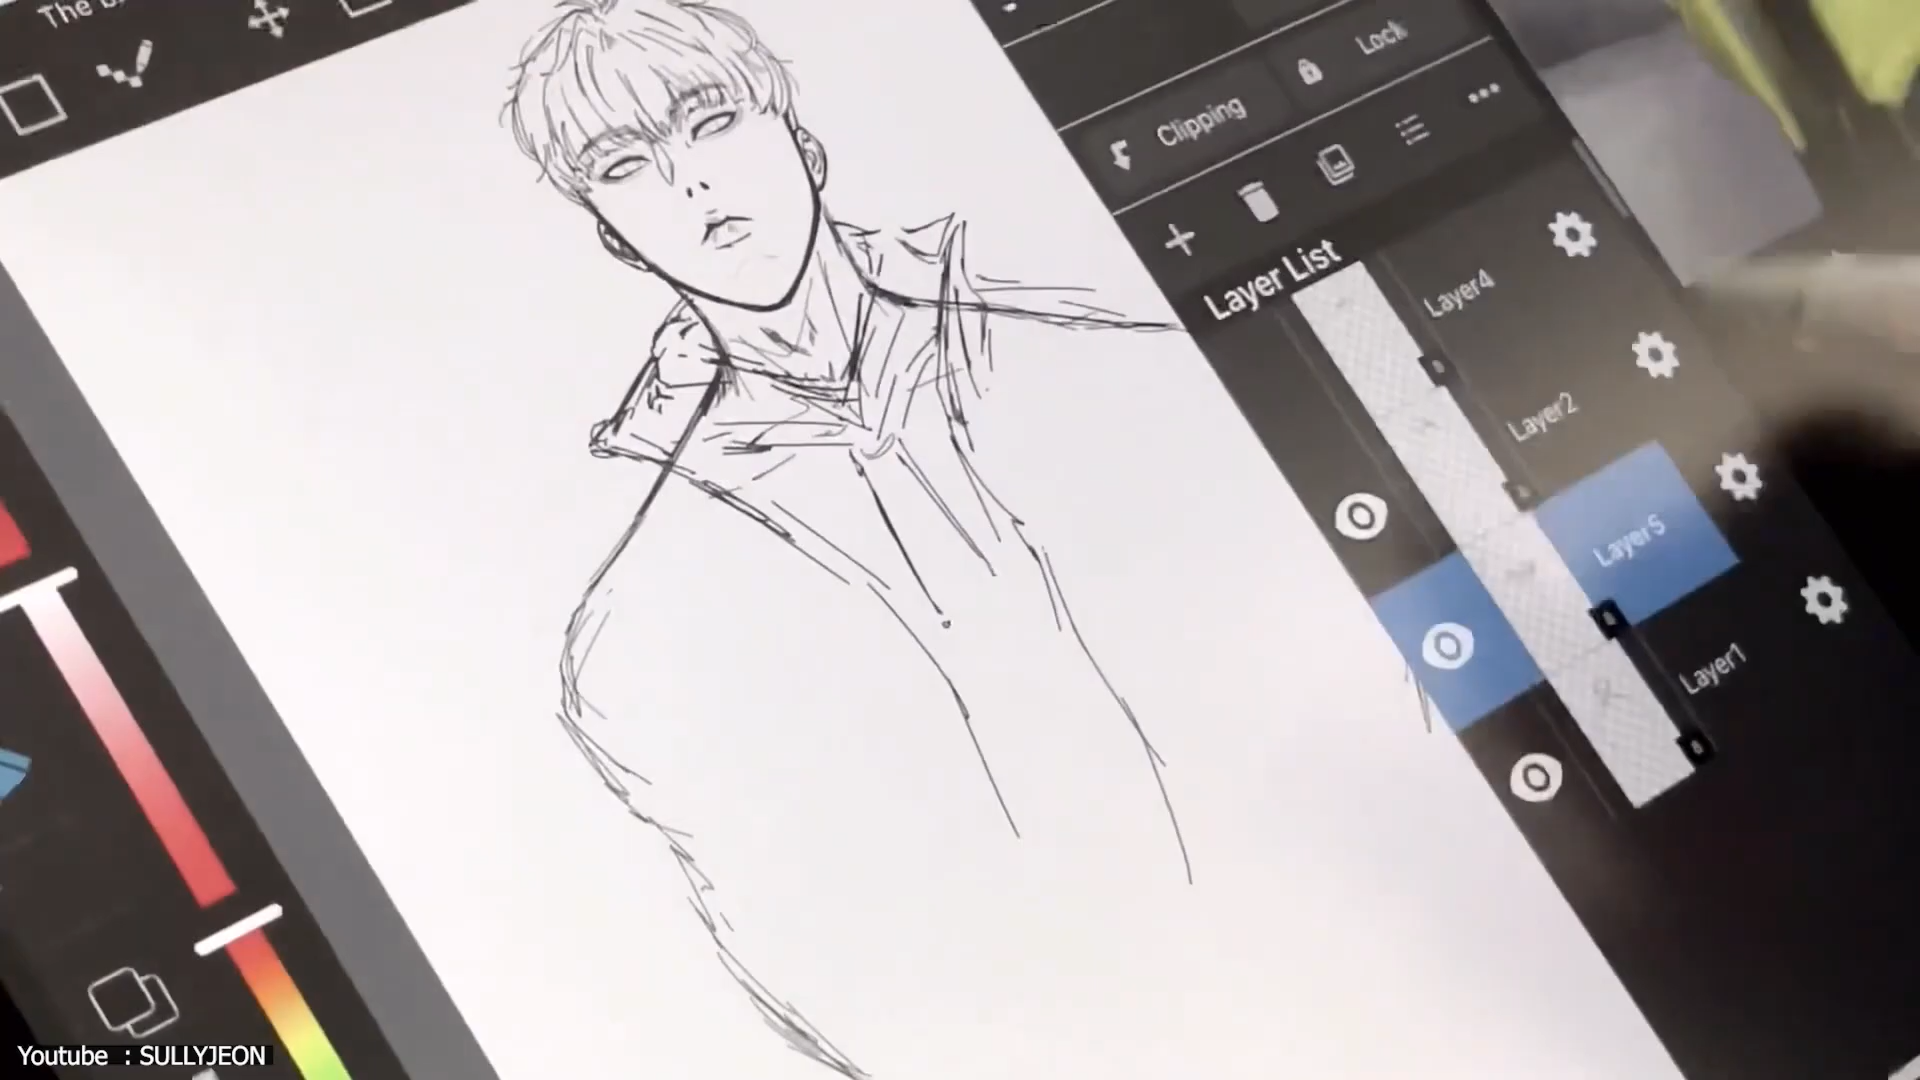 The
Lock
Clipping
Layer List
Layer4
Layer2
Layer5
Layer1
Youtube : SULLYJEON